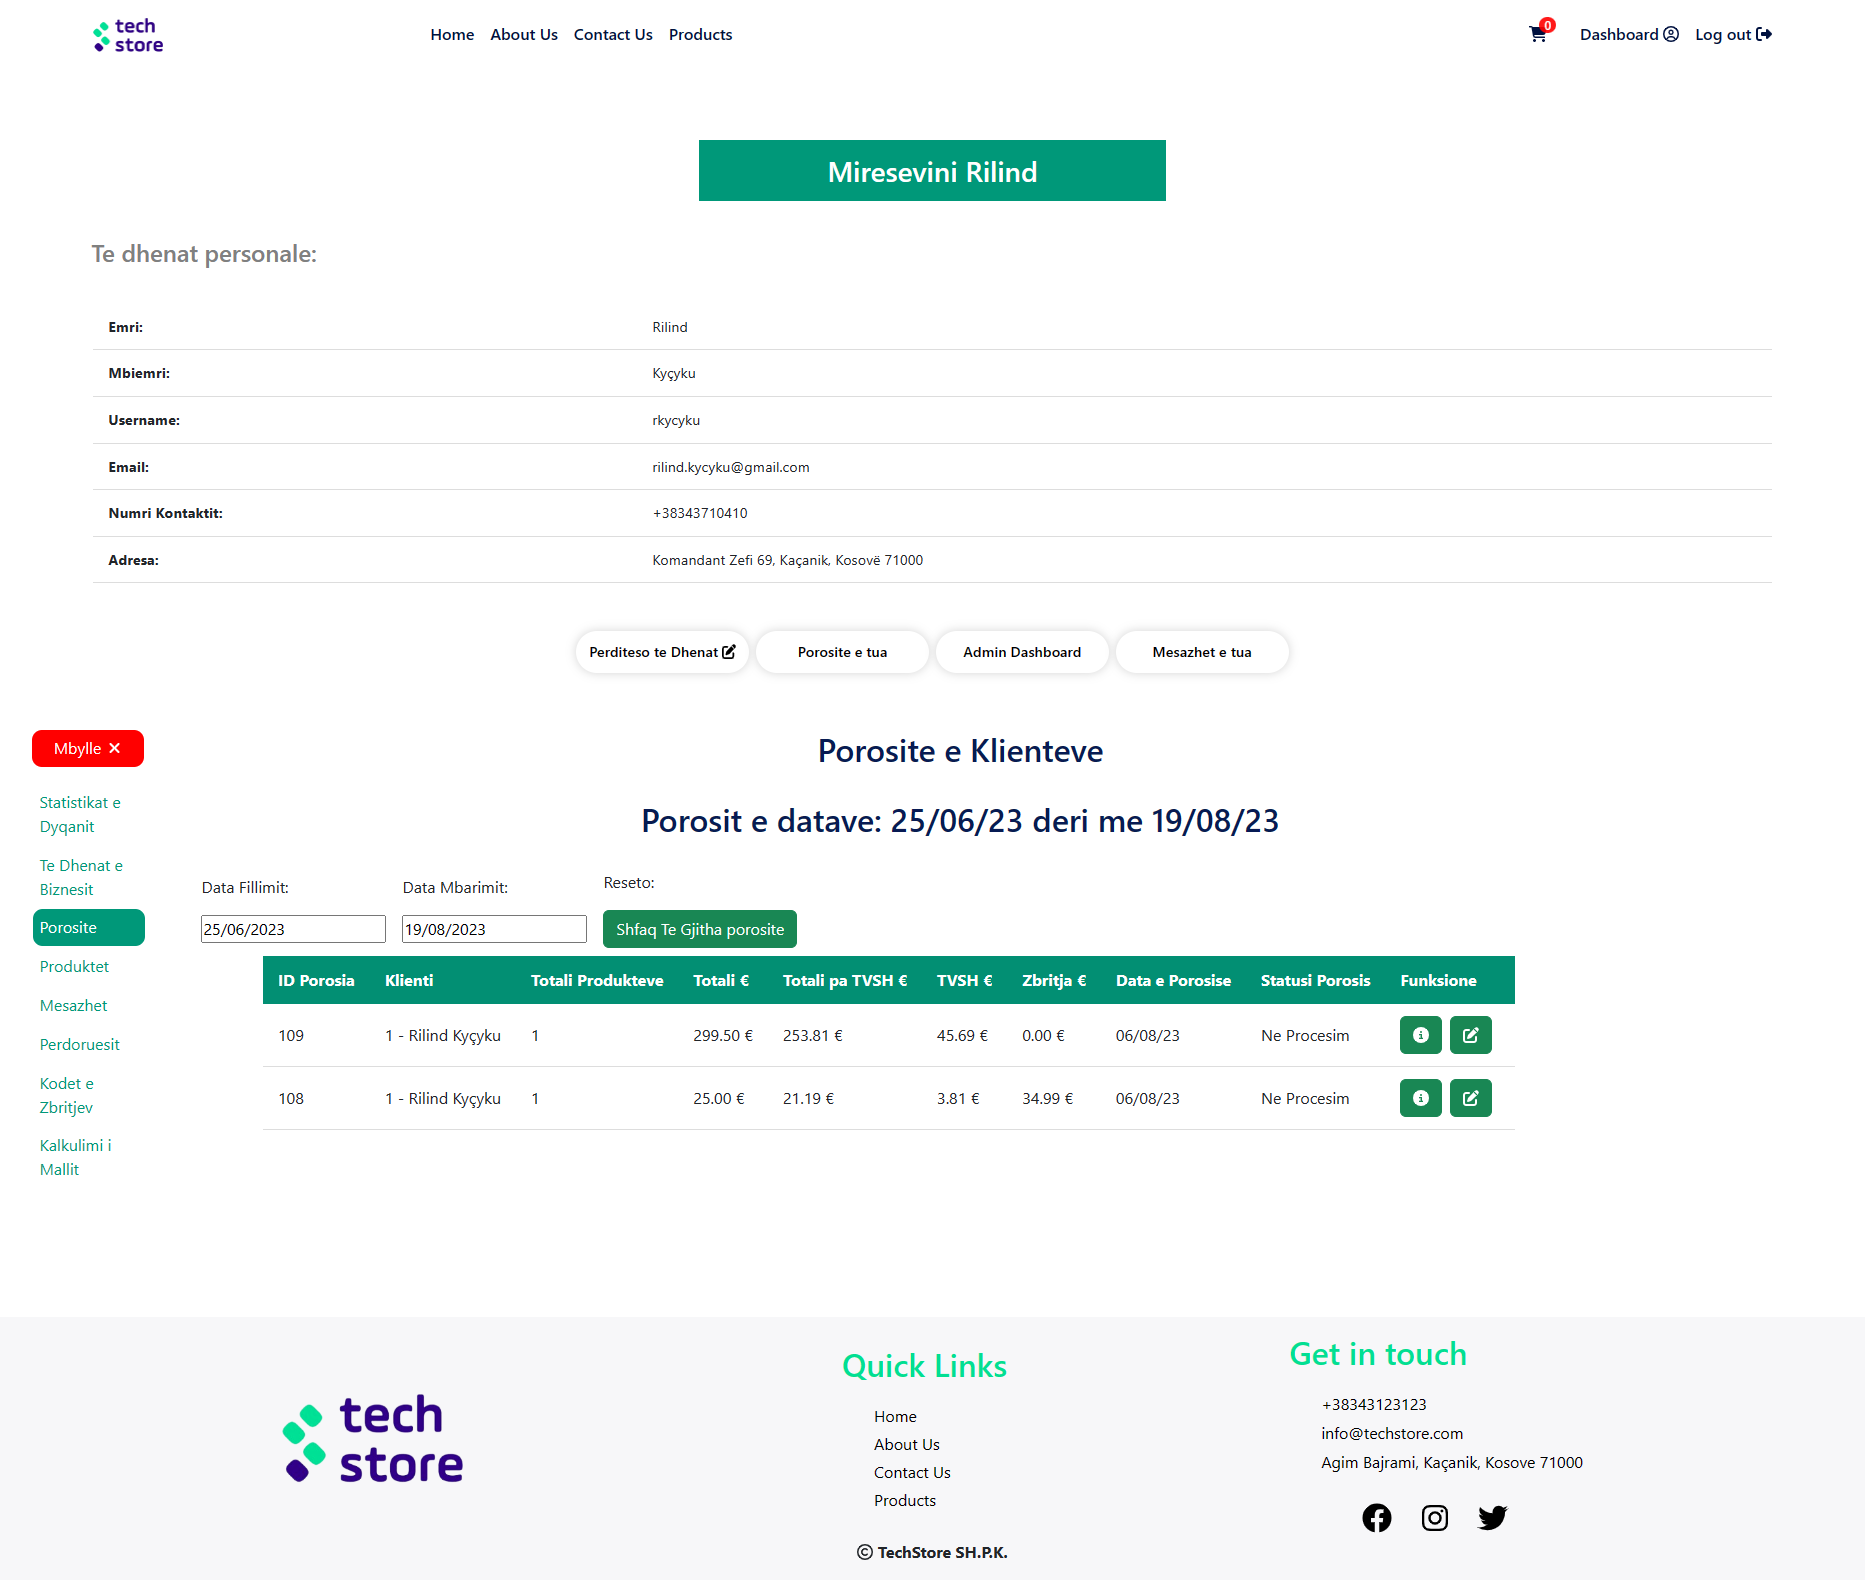 tech
store
Home About Us Contact Us Products
0
Dashboard Log out
Miresevini Rilind
Te dhenat personale:
Emri: Rilind
Mbiemri: Kyçyku
Username: rkycyku
Email: rilind.kycyku@gmail.com
Numri Kontaktit: +38343710410
Adresa: Komandant Zefi 69, Kaçanik, Kosovë 71000
Perditeso te Dhenat Porosite e tua Admin Dashboard Mesazhet e tua
Mbylle
Statistikat e
Dyqanit
Te Dhenat e
Biznesit
Porosite
Produktet
Mesazhet
Perdoruesit
Kodet e
Zbritjev
Kalkulimi i
Mallit
Porosite e Klienteve
Porosit e datave: 25/06/23 deri me 19/08/23
Data Fillimit: Data Mbarimit: Reseto:
25/06/2023 19/08/2023 Shfaq Te Gjitha porosite
ID Porosia Klienti Totali Produkteve Totali € Totali pa TVSH € TVSH € Zbritja € Data e Porosise Statusi Porosis Funksione
109 1 - Rilind Kyçyku 1 299.50 € 253.81 € 45.69 € 0.00 € 06/08/23 Ne Procesim
108 1 - Rilind Kyçyku 1 25.00 € 21.19 € 3.81 € 34.99 € 06/08/23 Ne Procesim
tech
store
Quick Links
Home
About Us
Contact Us
Products
© TechStore SH.P.K.
Get in touch
+38343123123
info@techstore.com
Agim Bajrami, Kaçanik, Kosove 71000